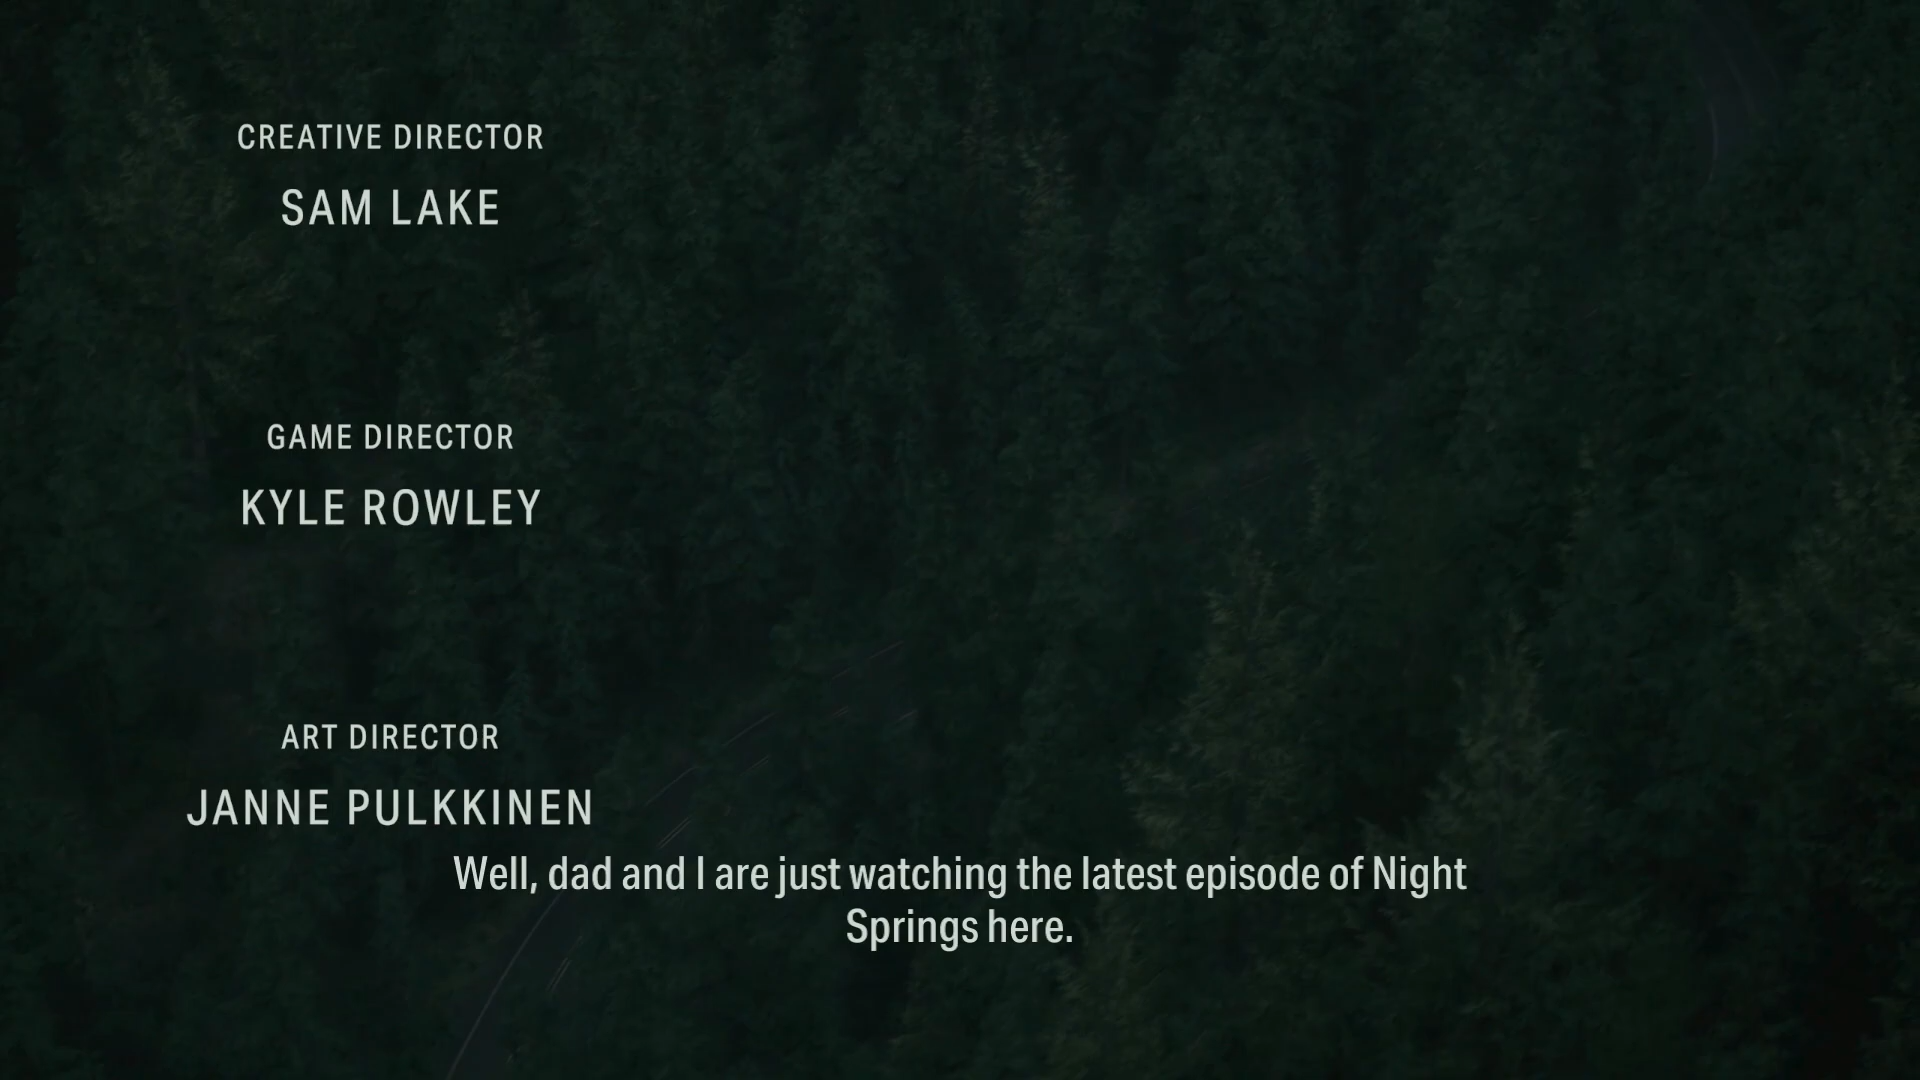 CREATIVE DIRECTOR
SAM LAKE
GAME DIRECTOR
KYLE ROWLEY
ART DIRECTOR
JANNE PULKKINEN
Well, dad and I are just watching the latest episode of Night
Springs here.